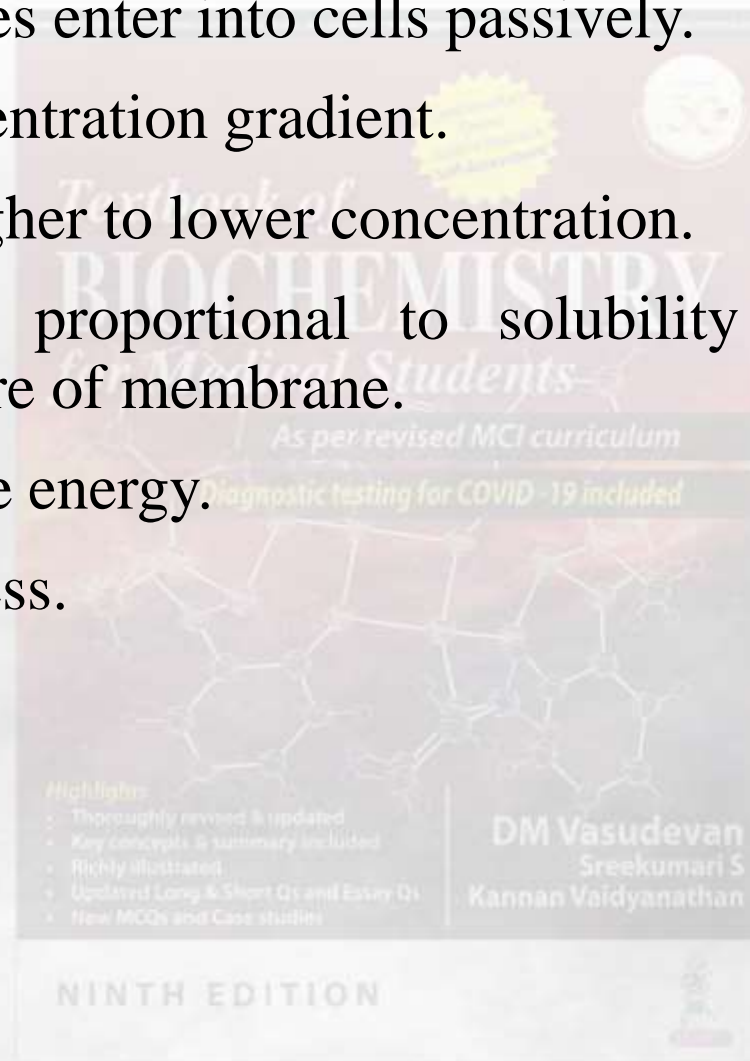 es enter into cells passively.
entration gradient.
gher to lower concentration.
proportional to solubility
re of membrane.
e energy.
ess.
Textbook of
BIOCHEMISTRY
for Medical Students
As per revised MCI curriculum
Diagnostic testing for COVID -19 included
Highlights
• Thoroughly revised & updated
• Key concepts & summary included
• Richly illustrated
• Updated Long & Short Qs and Essay Qs
• New MCQs and Case studies
DM Vasudevan
Sreekumari S
Kannan Vaidyanathan
NINTH EDITION